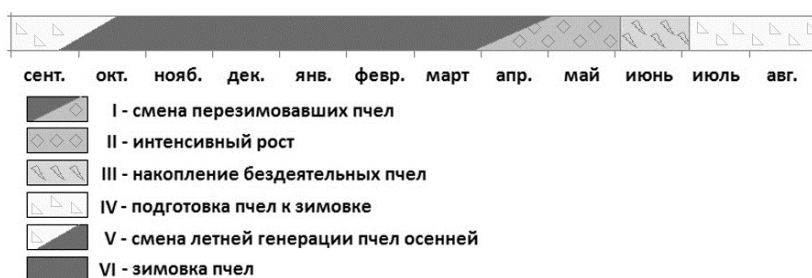 сент. окт. нояб. дек. янв. февр. март апр. май июнь июль авг.
I - смена перезимовавших пчел
II - интенсивный рост
III - накопление бездеятельных пчел
IV - подготовка пчел к зимовке
V - смена летней генерации пчел осенней
VI - зимовка пчел